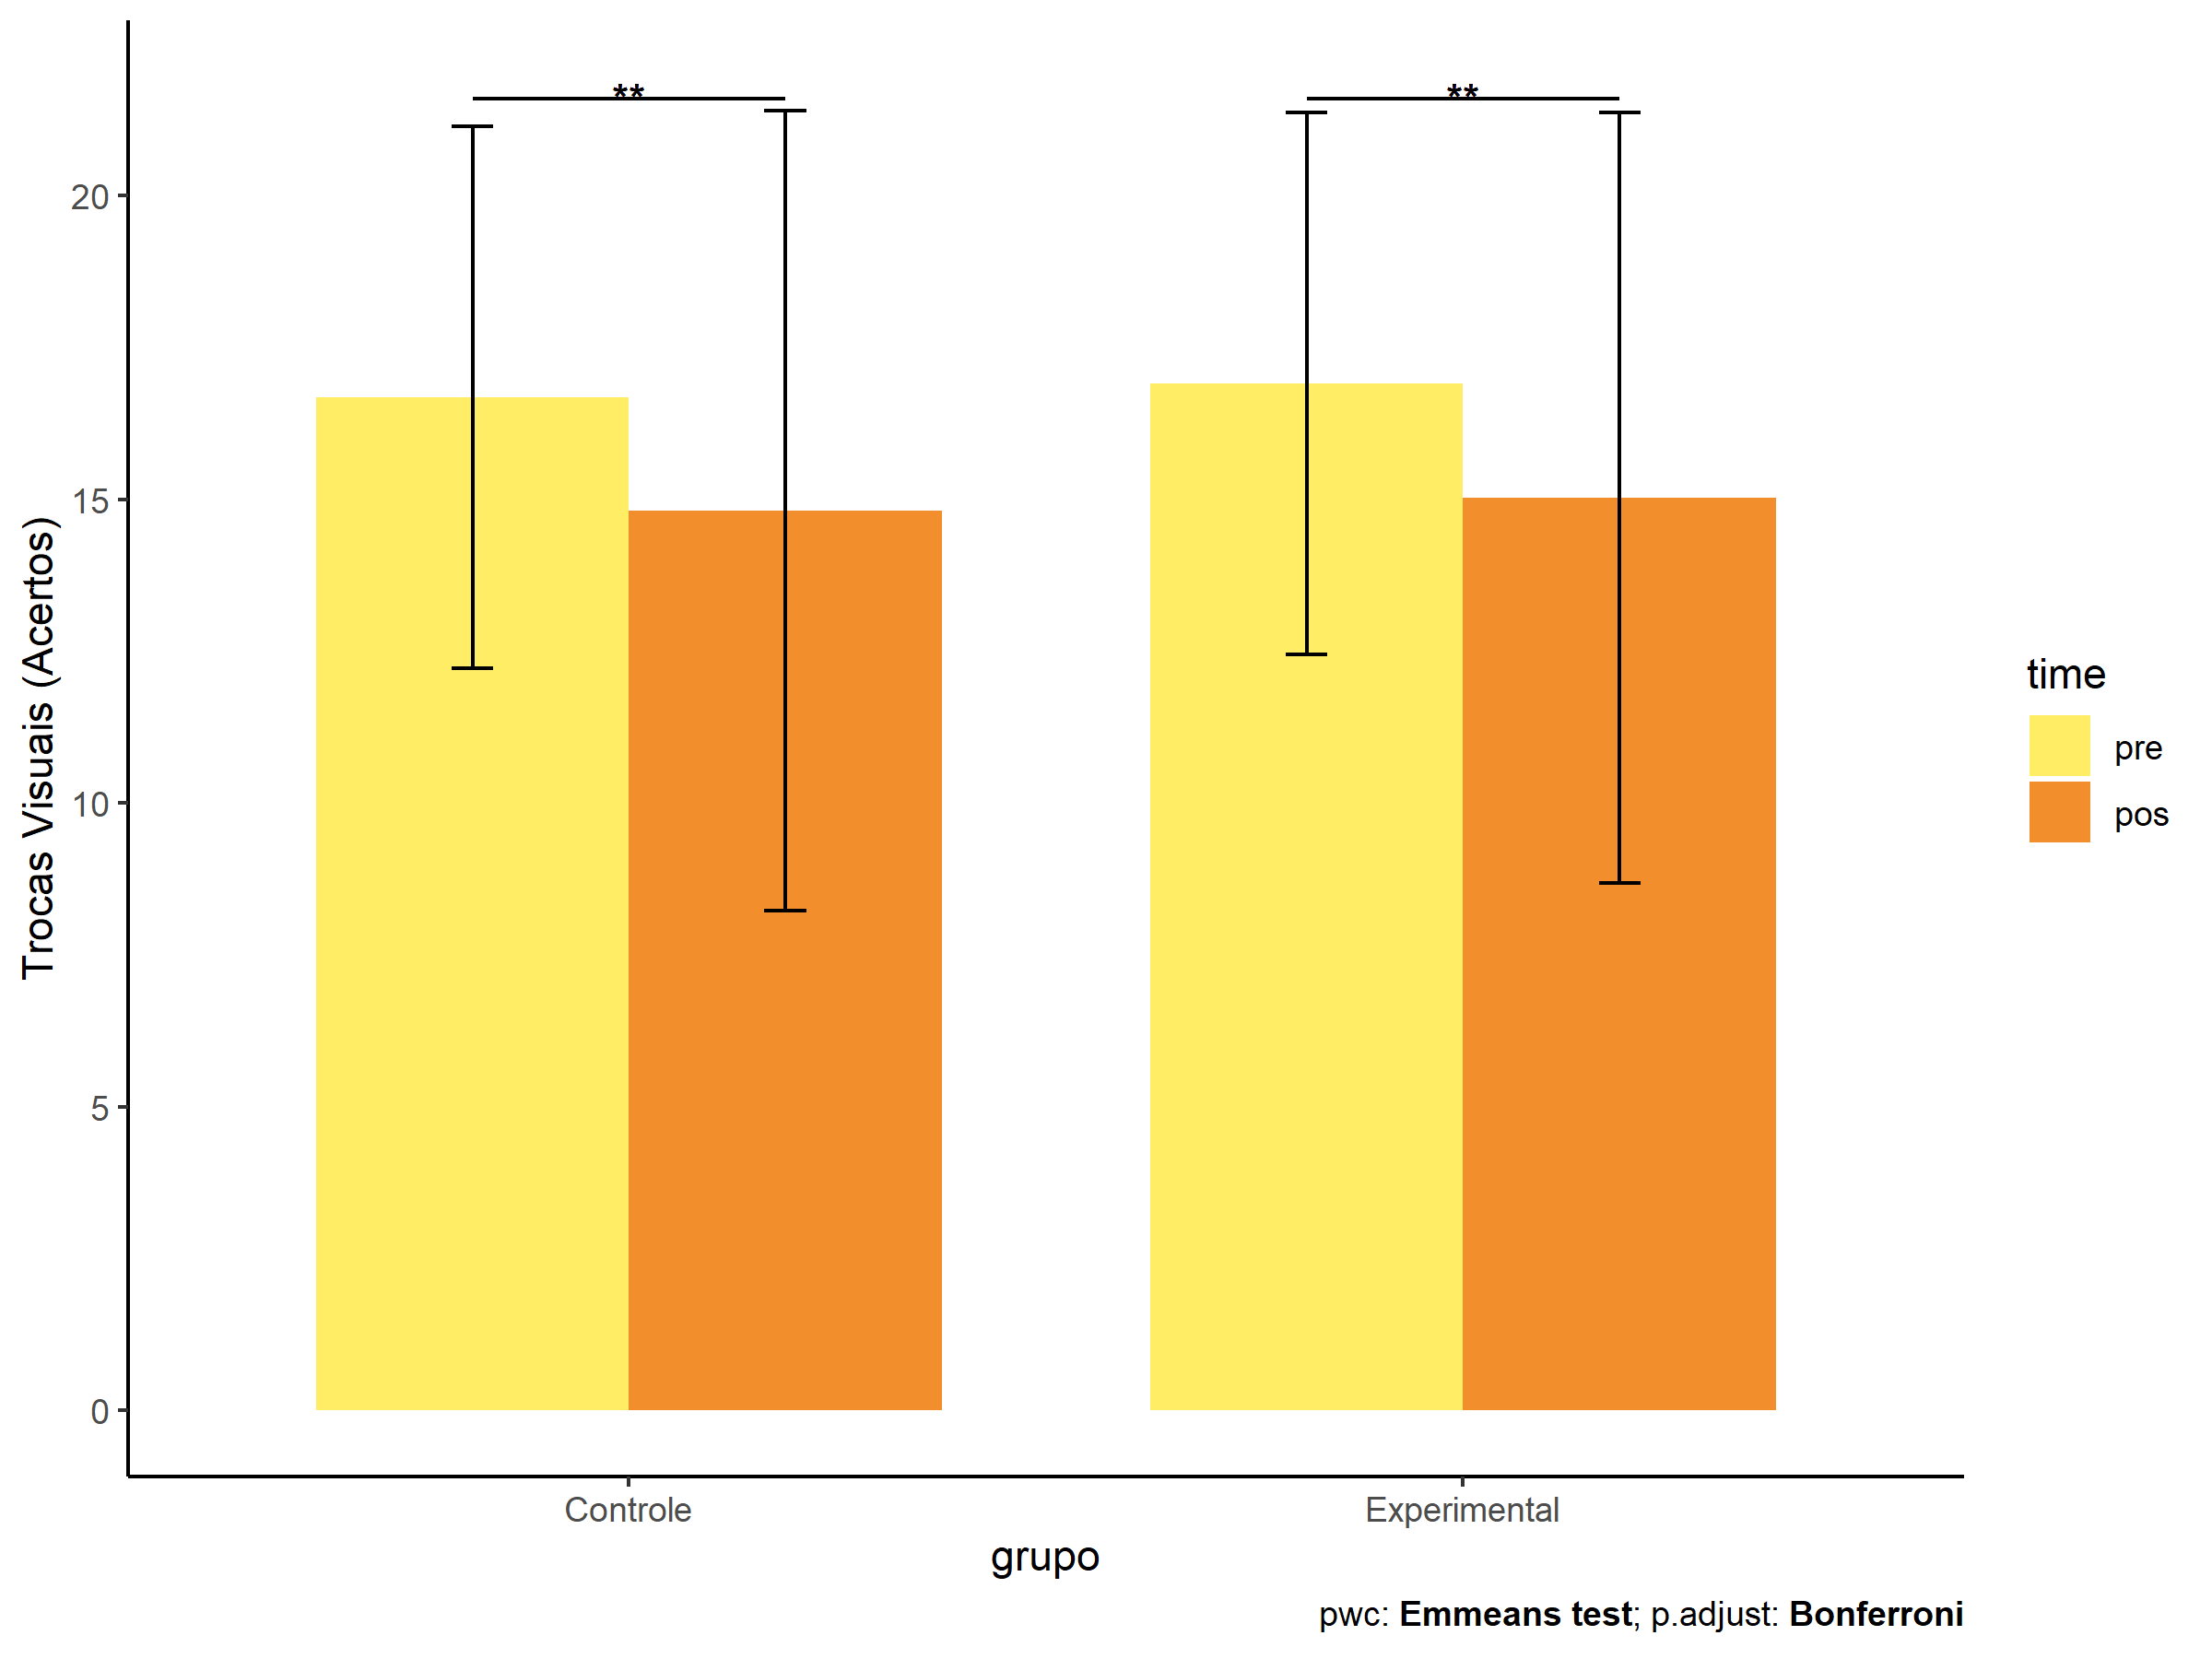 **
**
20
15
10
5
0
Trocas Visuais (Acertos)
Controle
Experimental
grupo
time
pre
pos
pwc: Emmeans test; p.adjust: Bonferroni